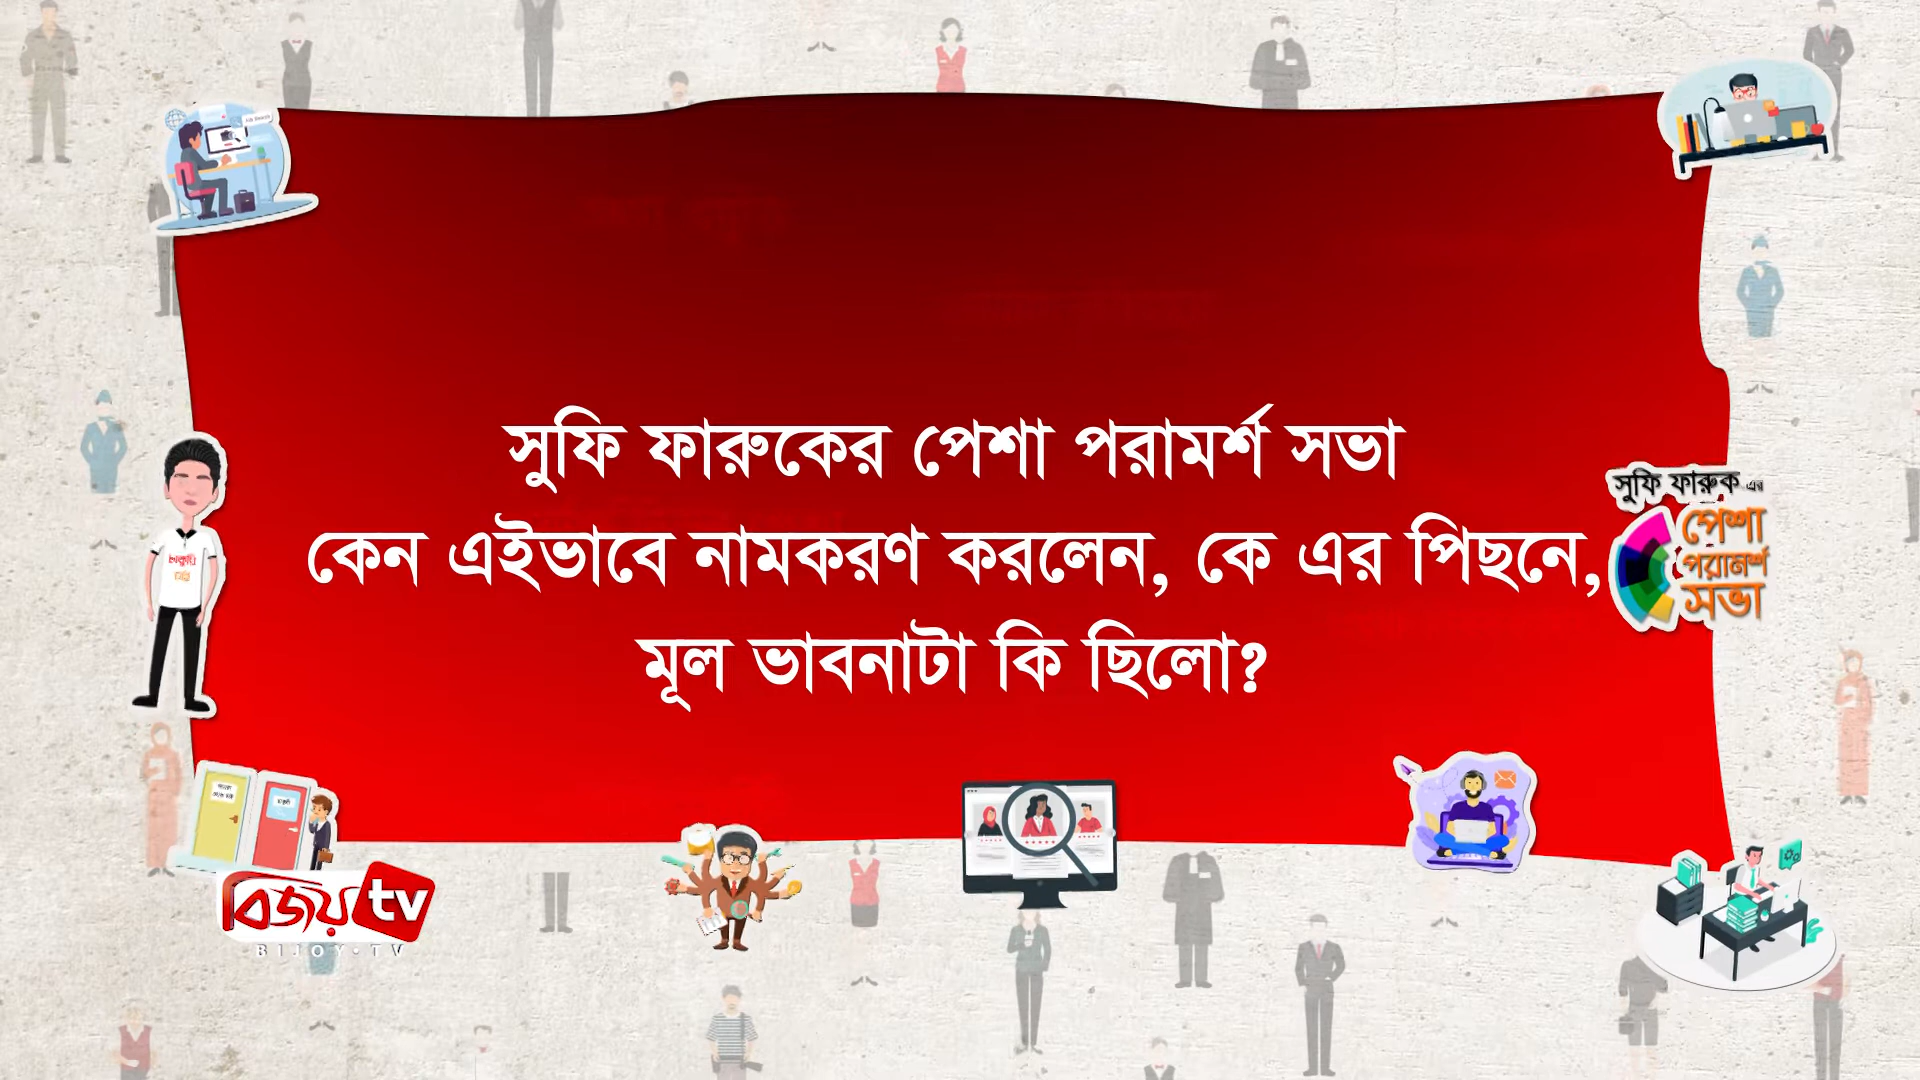 সুফি ফারুকের পেশা পরামর্শ সভা
কেন এইভাবে নামকরণ করলেন, কে এর পিছনে,
মূল ভাবনাটা কি ছিলো?
সুফি ফারুক এর
পেশা
পরামর্শ
সভা
বিজয় tv
BIJOY·TV